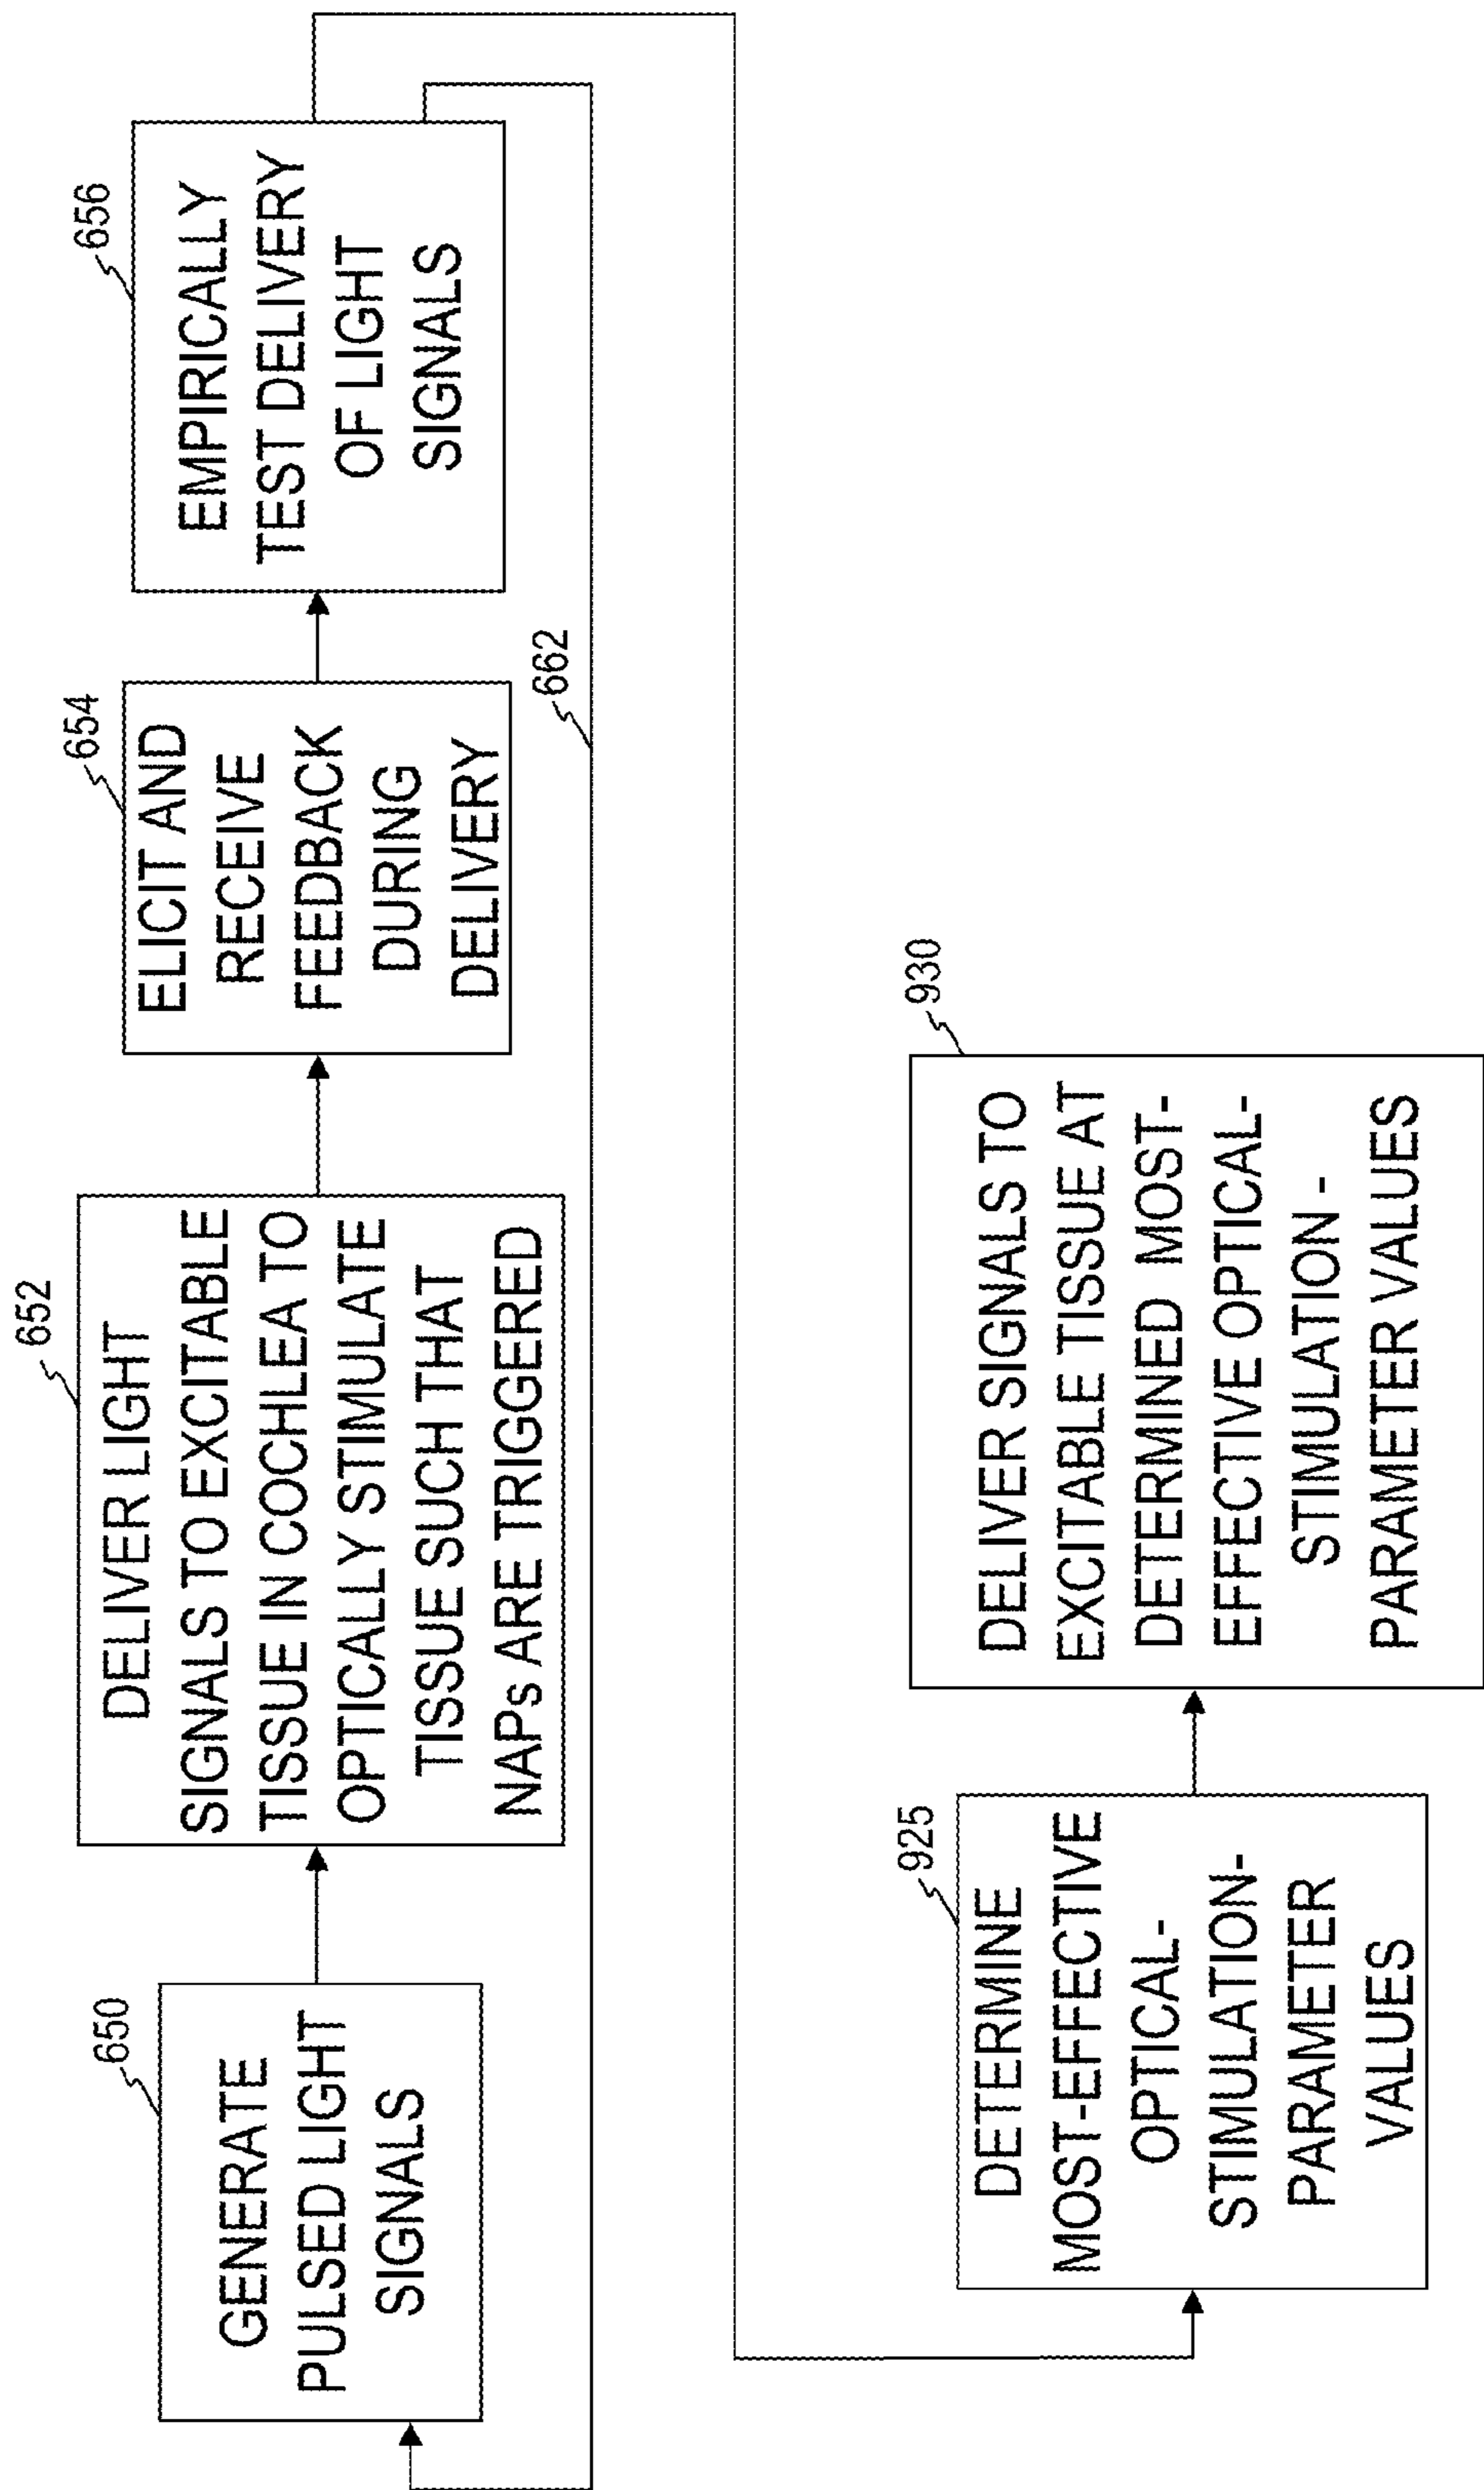 650
GENERATE
PULSED LIGHT
SIGNALS
652
DELIVER LIGHT
SIGNALS TO EXCITABLE
TISSUE IN COCHLEA TO
OPTICALLY STIMULATE
TISSUE SUCH THAT
NAPs ARE TRIGGERED
654
ELICIT AND
RECEIVE
FEEDBACK
DURING
DELIVERY
656
EMPIRICALLY
TEST DELIVERY
OF LIGHT
SIGNALS
662
925
DETERMINE
MOST-EFFECTIVE
OPTICAL-
STIMULATION-
PARAMETER
VALUES
930
DELIVER SIGNALS TO
EXCITABLE TISSUE AT
DETERMINED MOST-
EFFECTIVE OPTICAL-
STIMULATION -
PARAMETER VALUES